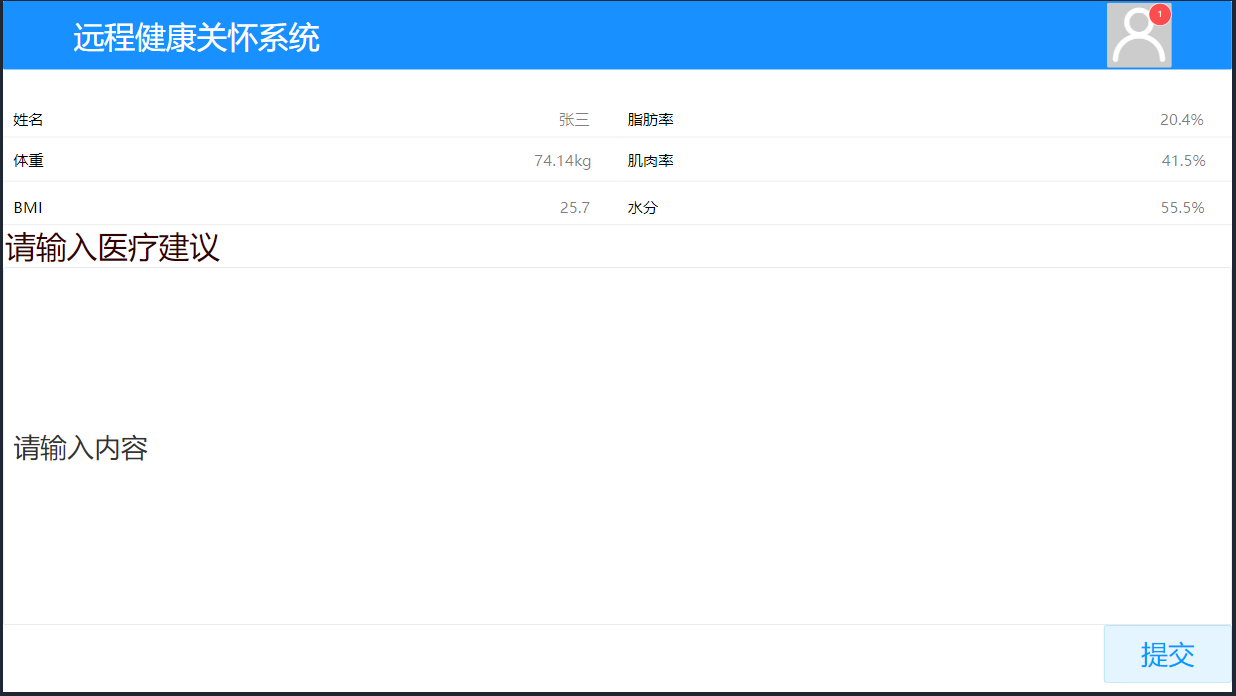 远程健康关怀系统
1
姓名 张三 脂肪率 20.4%
体重 74.14kg 肌肉率 41.5%
BMI 25.7 水分 55.5%
请输入医疗建议
请输入内容
提交